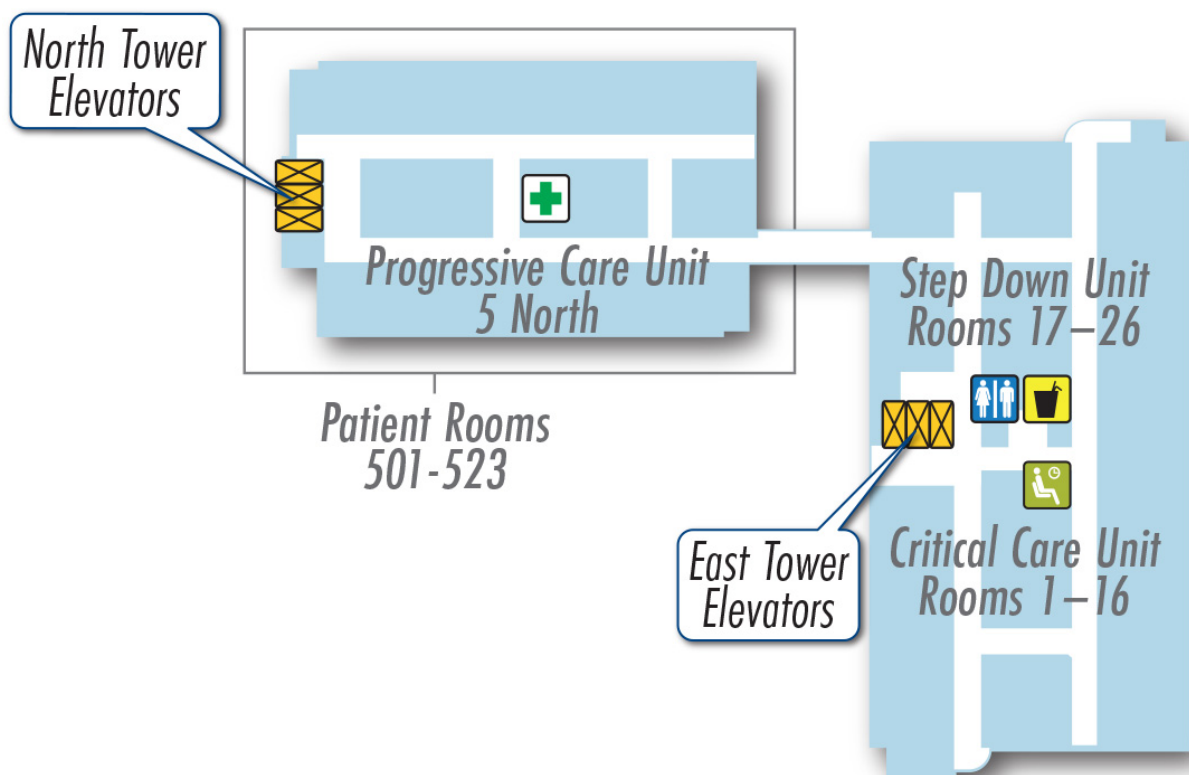 North Tower
Elevators
Progressive Care Unit
5 North
Step Down Unit
Rooms 17–26
Patient Rooms
501-523
East Tower
Elevators
Critical Care Unit
Rooms 1–16